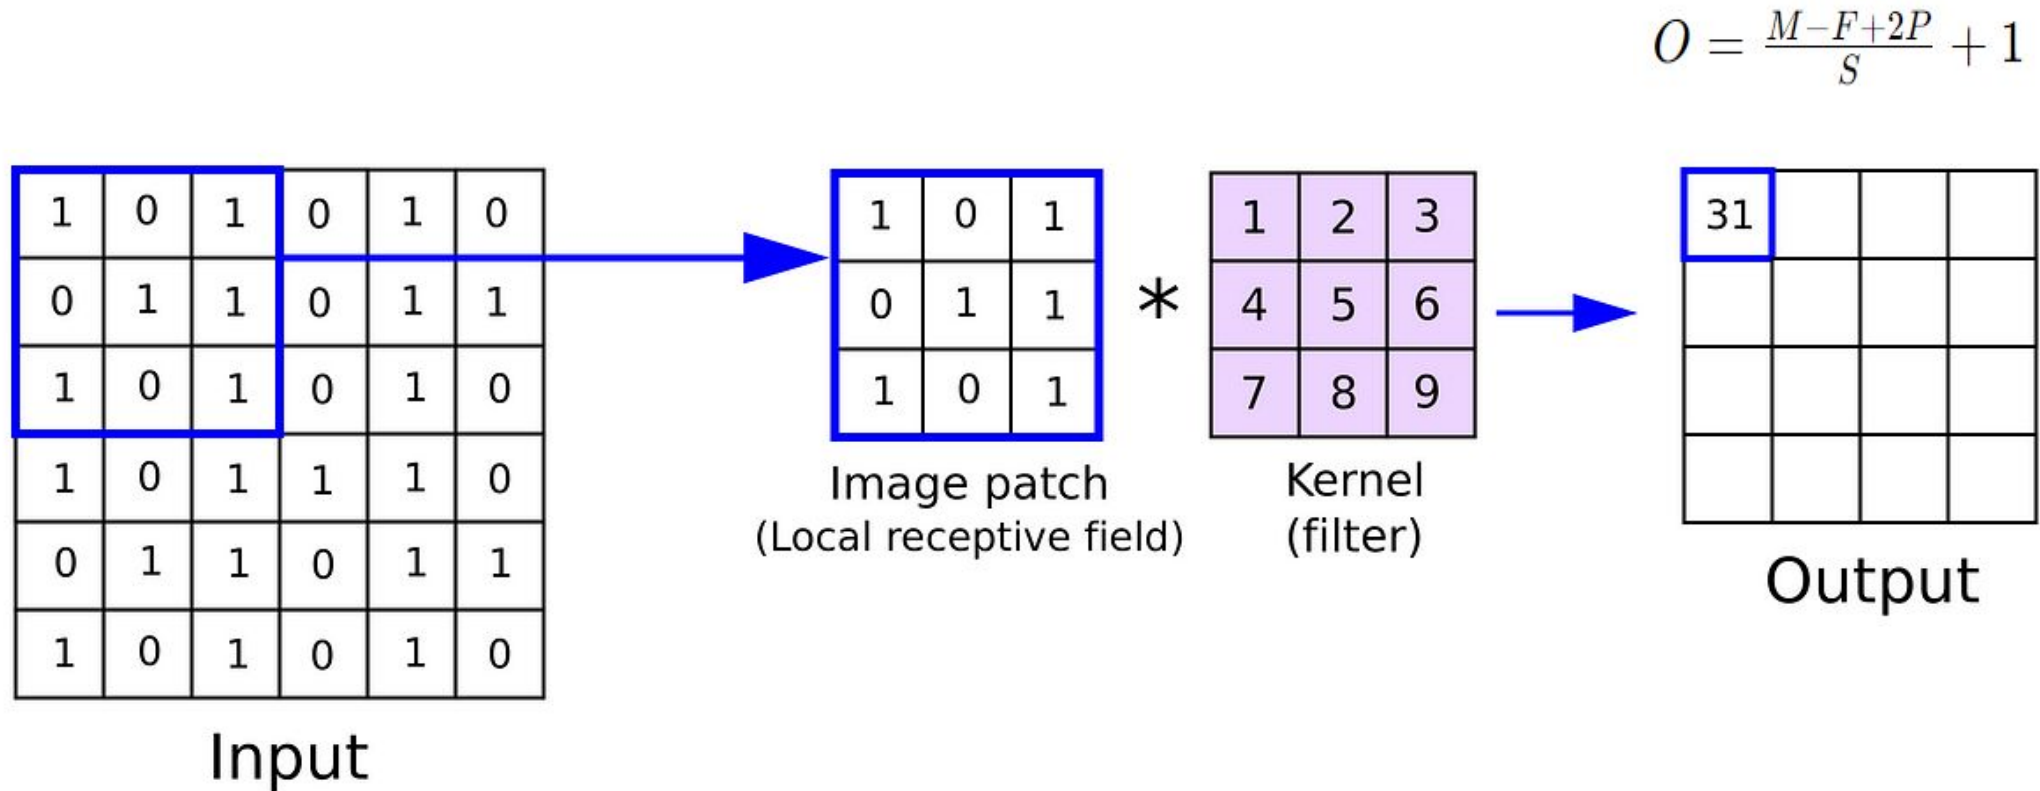 O = \frac{M-F+2P}{S} + 1
1 0 1 0 1 0
0 1 1 0 1 1
1 0 1 0 1 0
1 0 1 1 1 0
0 1 1 0 1 1
1 0 1 0 1 0
Input
1 0 1
0 1 1
1 0 1
Image patch
(Local receptive field)
*
1 2 3
4 5 6
7 8 9
Kernel
(filter)
31
Output